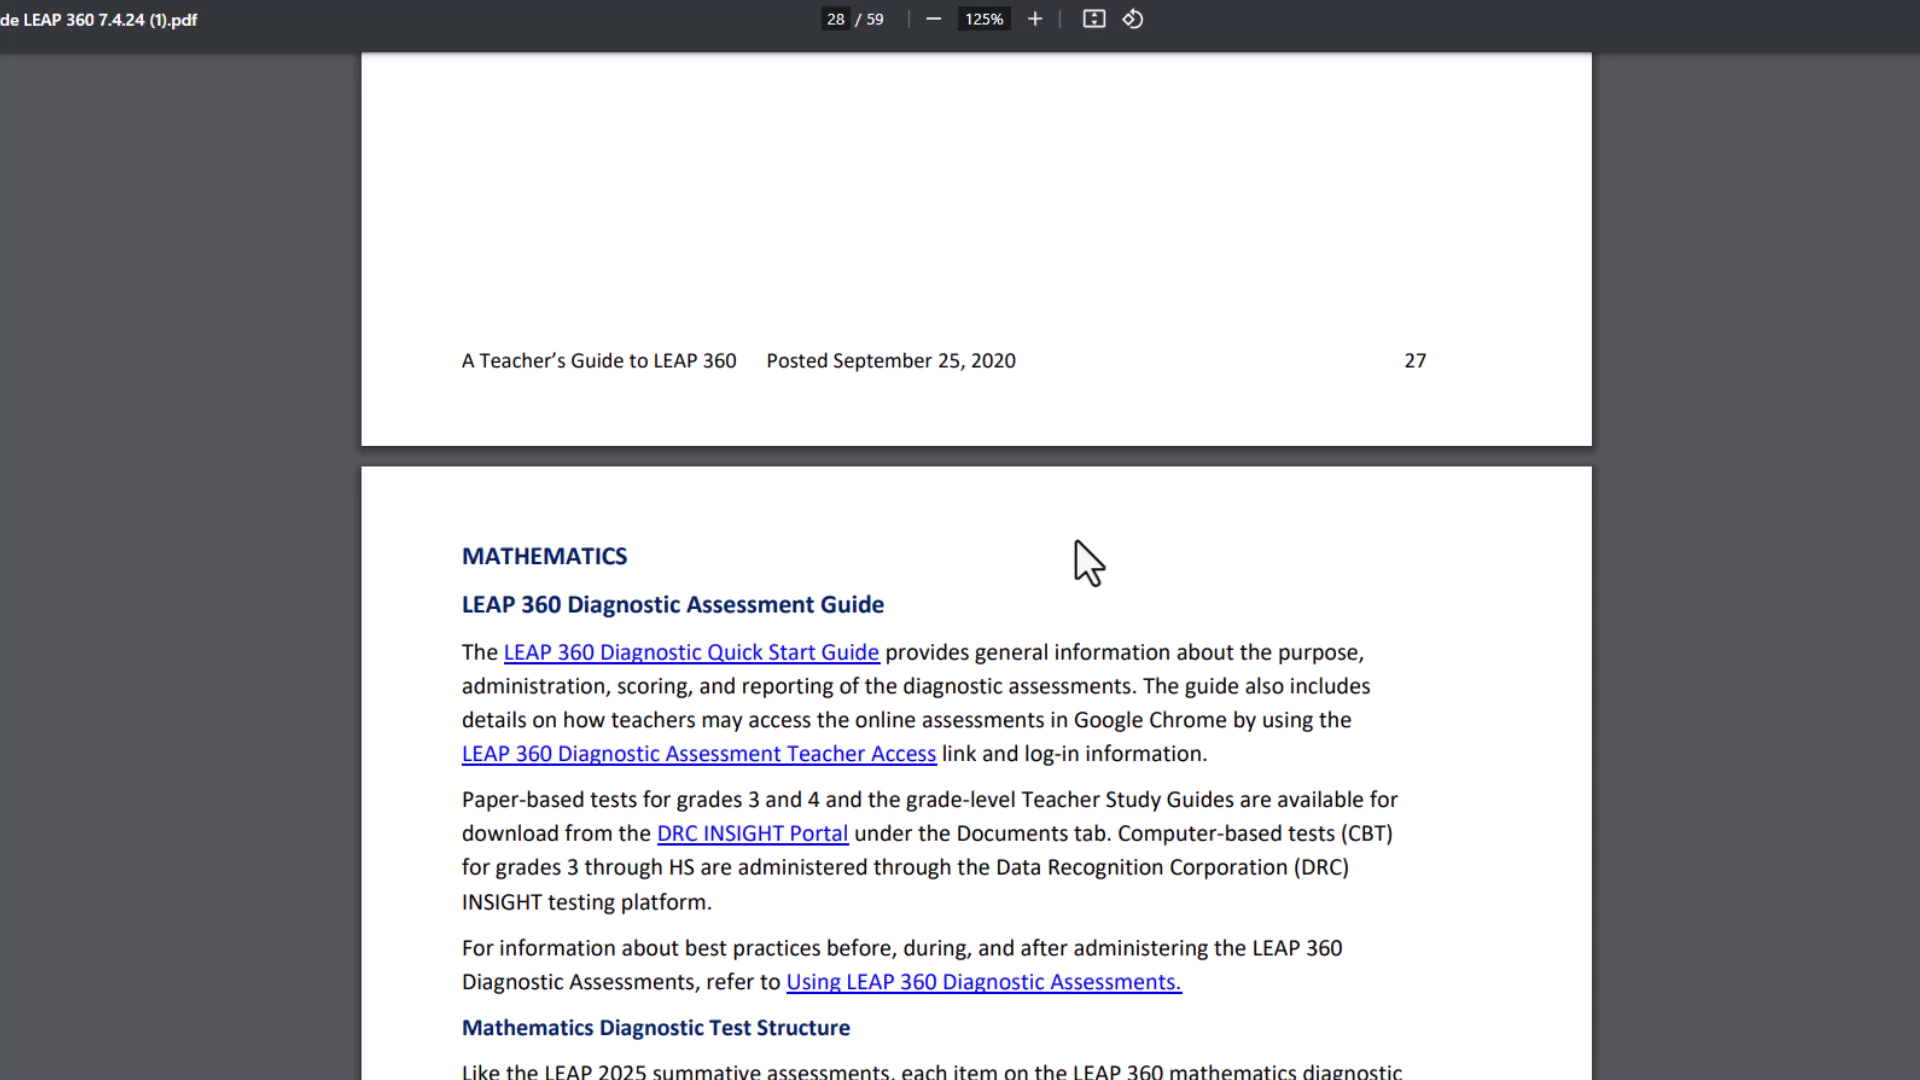 de LEAP 360 7.4.24 (1).pdf
28 / 59
125%
A Teacher's Guide to LEAP 360 Posted September 25, 2020 27
MATHEMATICS
LEAP 360 Diagnostic Assessment Guide
The LEAP 360 Diagnostic Quick Start Guide provides general information about the purpose,
administration, scoring, and reporting of the diagnostic assessments. The guide also includes
details on how teachers may access the online assessments in Google Chrome by using the
LEAP 360 Diagnostic Assessment Teacher Access link and log-in information.
Paper-based tests for grades 3 and 4 and the grade-level Teacher Study Guides are available for
download from the DRC INSIGHT Portal under the Documents tab. Computer-based tests (CBT)
for grades 3 through HS are administered through the Data Recognition Corporation (DRC)
INSIGHT testing platform.
For information about best practices before, during, and after administering the LEAP 360
Diagnostic Assessments, refer to Using LEAP 360 Diagnostic Assessments.
Mathematics Diagnostic Test Structure
Like the LEAP 2025 summative assessments, each item on the LEAP 360 mathematics diagnostic